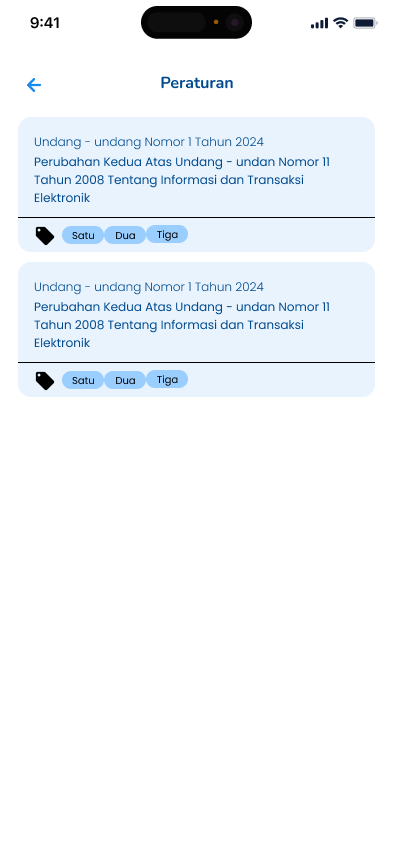 9:41
Peraturan
Undang - undang Nomor 1 Tahun 2024
Perubahan Kedua Atas Undang - undan Nomor 11
Tahun 2008 Tentang Informasi dan Transaksi
Elektronik
Satu Dua Tiga
Undang - undang Nomor 1 Tahun 2024
Perubahan Kedua Atas Undang - undan Nomor 11
Tahun 2008 Tentang Informasi dan Transaksi
Elektronik
Satu Dua Tiga